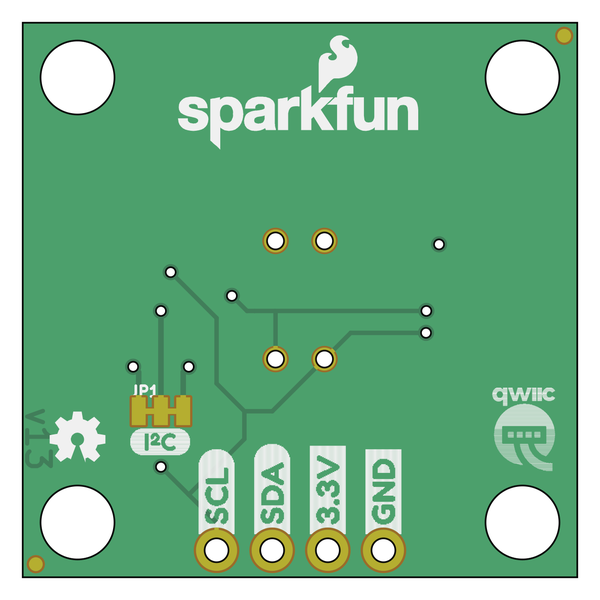 sparkfun
JP1
I²C
qwiic
v13
SCL
SDA
3.3V
GND